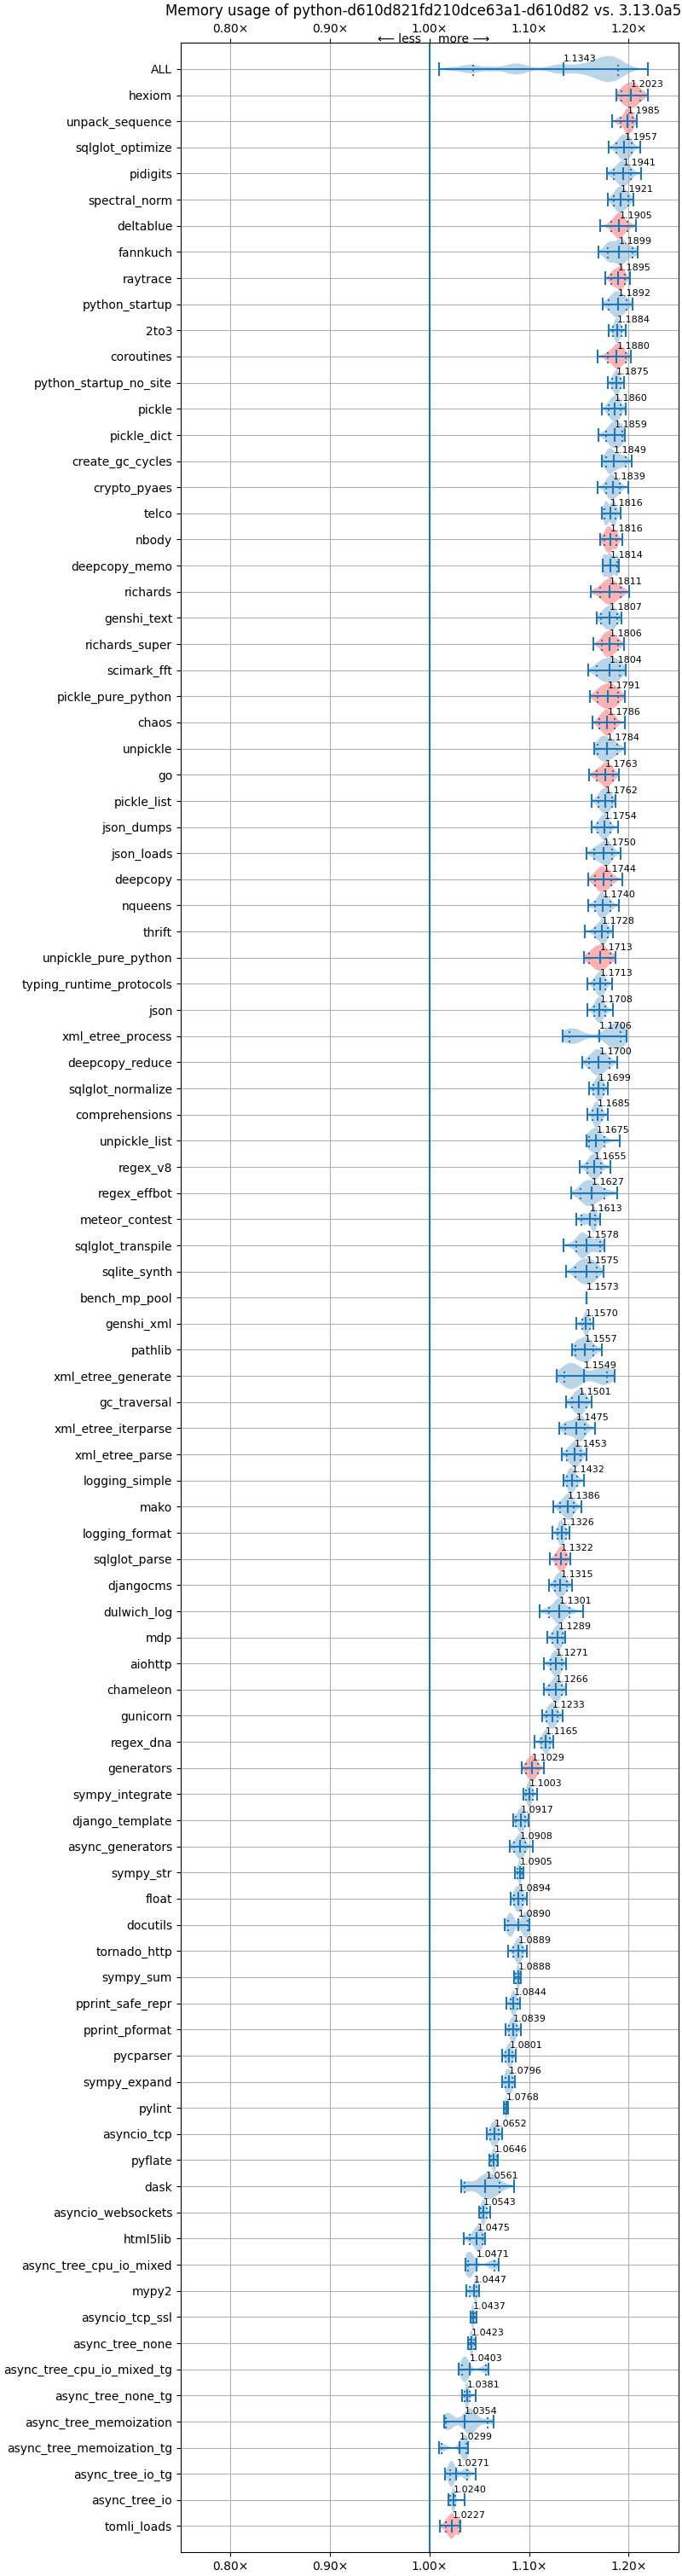 Memory usage of python-d610d821fd210dce63a1-d610d82 vs. 3.13.0a5
0.80× 0.90× 1.00× 1.10× 1.20×
← less more →
ALL 1.1343
hexiom 1.2023
unpack_sequence 1.1985
sqlglot_optimize 1.1957
pidigits 1.1941
spectral_norm 1.1921
deltablue 1.1905
fannkuch 1.1899
raytrace 1.1895
python_startup 1.1892
2to3 1.1884
coroutines 1.1880
python_startup_no_site 1.1875
pickle 1.1860
pickle_dict 1.1859
create_gc_cycles 1.1849
crypto_pyaes 1.1839
telco 1.1816
nbody 1.1816
deepcopy_memo 1.1814
richards 1.1811
genshi_text 1.1807
richards_super 1.1806
scimark_fft 1.1804
pickle_pure_python 1.1791
chaos 1.1786
unpickle 1.1784
go 1.1763
pickle_list 1.1762
json_dumps 1.1754
json_loads 1.1750
deepcopy 1.1744
nqueens 1.1740
thrift 1.1728
unpickle_pure_python 1.1713
typing_runtime_protocols 1.1713
json 1.1708
xml_etree_process 1.1706
deepcopy_reduce 1.1700
sqlglot_normalize 1.1699
comprehensions 1.1685
unpickle_list 1.1675
regex_v8 1.1655
regex_effbot 1.1627
meteor_contest 1.1613
sqlglot_transpile 1.1578
sqlite_synth 1.1575
bench_mp_pool 1.1573
genshi_xml 1.1570
pathlib 1.1557
xml_etree_generate 1.1549
gc_traversal 1.1501
xml_etree_iterparse 1.1475
xml_etree_parse 1.1453
logging_simple 1.1432
mako 1.1386
logging_format 1.1326
sqlglot_parse 1.1322
djangocms 1.1315
dulwich_log 1.1301
mdp 1.1289
aiohttp 1.1271
chameleon 1.1266
gunicorn 1.1233
regex_dna 1.1165
generators 1.1029
sympy_integrate 1.1003
django_template 1.0917
async_generators 1.0908
sympy_str 1.0905
float 1.0894
docutils 1.0890
tornado_http 1.0889
sympy_sum 1.0888
pprint_safe_repr 1.0844
pprint_pformat 1.0839
pycparser 1.0801
sympy_expand 1.0796
pylint 1.0768
asyncio_tcp 1.0652
pyflate 1.0646
dask 1.0561
asyncio_websockets 1.0543
html5lib 1.0475
async_tree_cpu_io_mixed 1.0471
mypy2 1.0447
asyncio_tcp_ssl 1.0437
async_tree_none 1.0423
async_tree_cpu_io_mixed_tg 1.0403
async_tree_none_tg 1.0381
async_tree_memoization 1.0354
async_tree_memoization_tg 1.0299
async_tree_io_tg 1.0271
async_tree_io 1.0240
tomli_loads 1.0227
0.80× 0.90× 1.00× 1.10× 1.20×